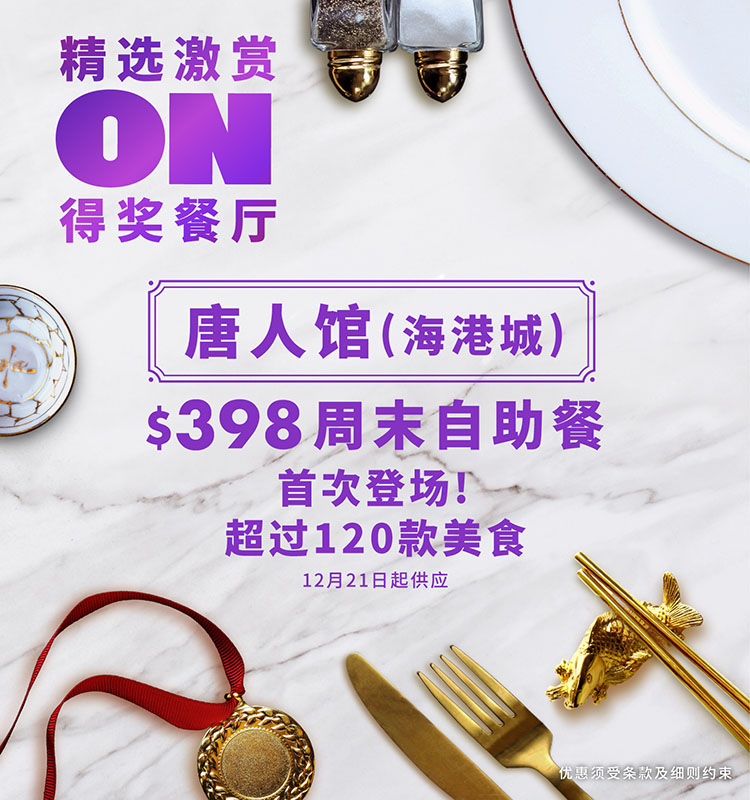 精选激赏
ON
得奖餐厅
唐人馆(海港城)
$398周末自助餐
首次登场!
超过120款美食
12月21日起供应
优惠须受条款及细则约束